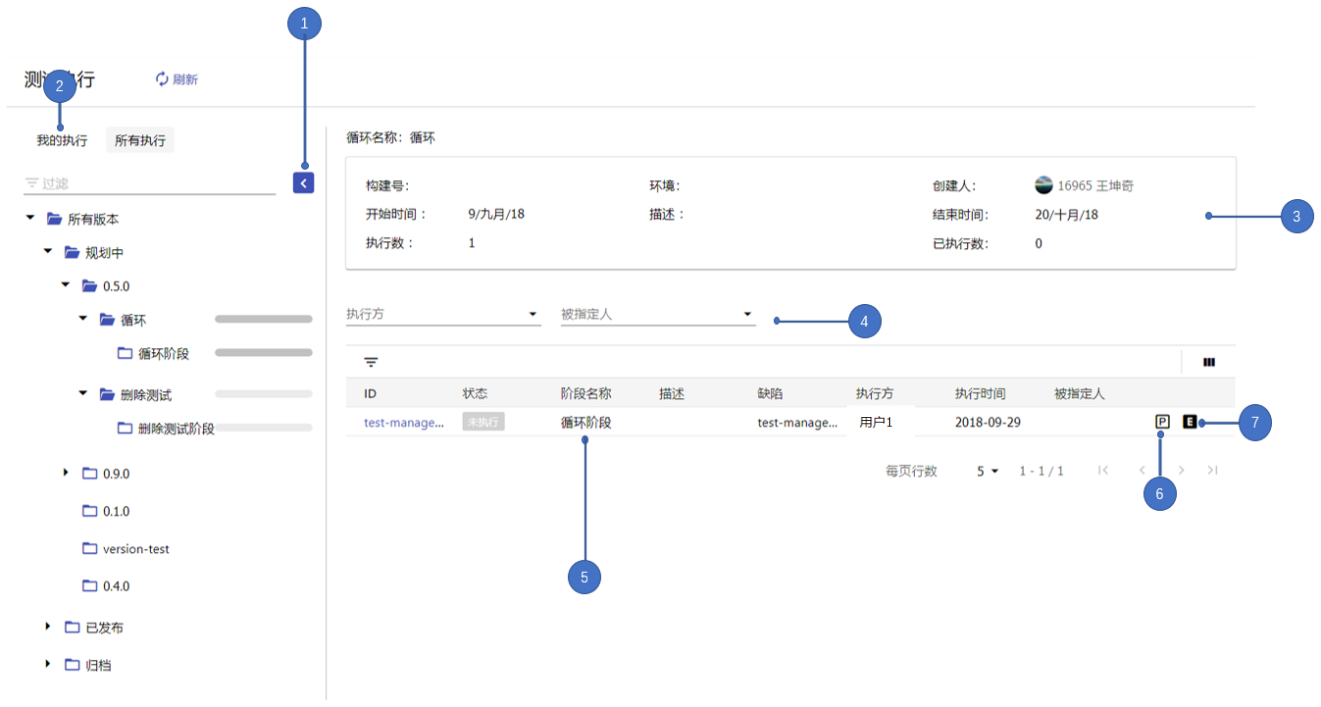 1
测 行
刷新
2
我的执行
所有执行
过滤
所有版本
规划中
0.5.0
循环
循环阶段
删除测试
删除测试阶段
0.9.0
0.1.0
version-test
0.4.0
已发布
归档
循环名称：循环
构建号：
环境：
创建人： 16965 王坤奇
开始时间： 9/九月/18
描述：
结束时间： 20/十月/18
3
执行数： 1
已执行数： 0
执行方
被指定人
4
ID 状态 阶段名称 描述 缺陷 执行方 执行时间 被指定人
test-manage... 未执行 循环阶段 test-manage... 用户1 2018-09-29 P E
7
每页行数 5 1 - 1 / 1
6
5